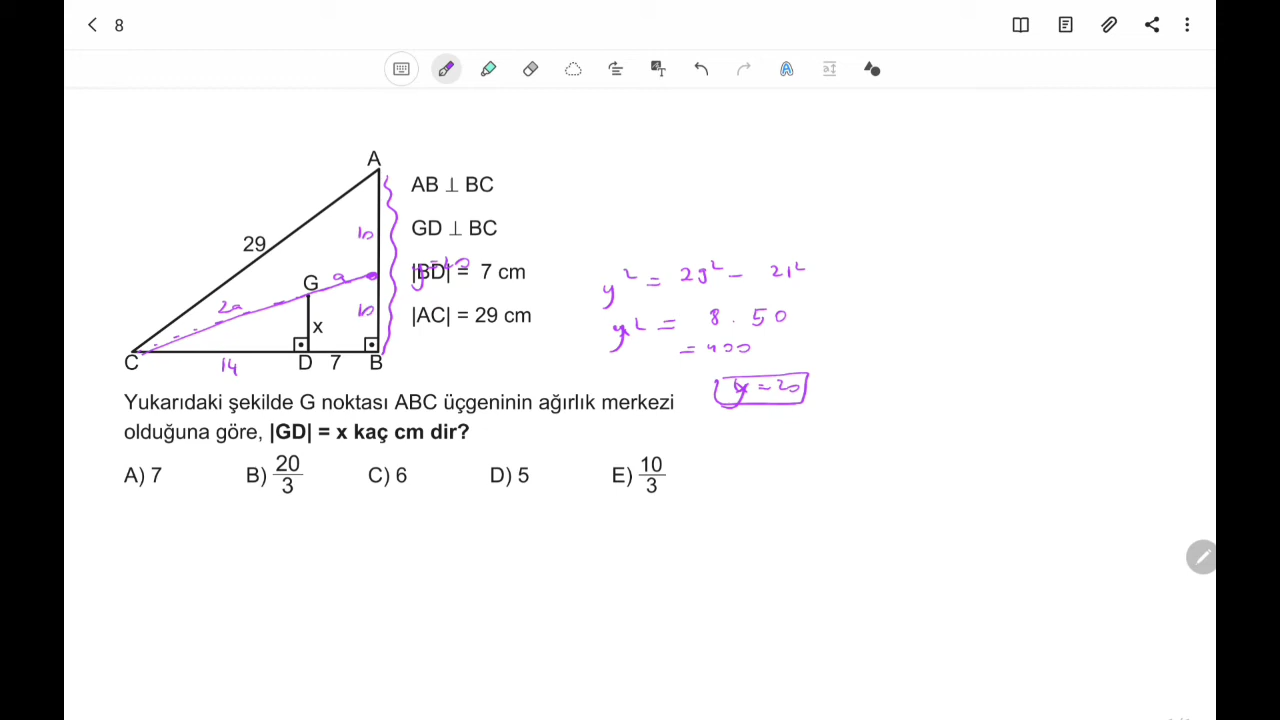 8
A
AB ⊥ BC
GD ⊥ BC
29
b
|BD| = 7 cm
G
a
2a
b
|AC| = 29 cm
x
C
14
D
7
B
y² = 29² - 21²
y² = 8 . 50
= 400
y = 20
Yukarıdaki şekilde G noktası ABC üçgeninin ağırlık merkezi
olduğuna göre, |GD| = x kaç cm dir?
A) 7 B) 20/3 C) 6 D) 5 E) 10/3